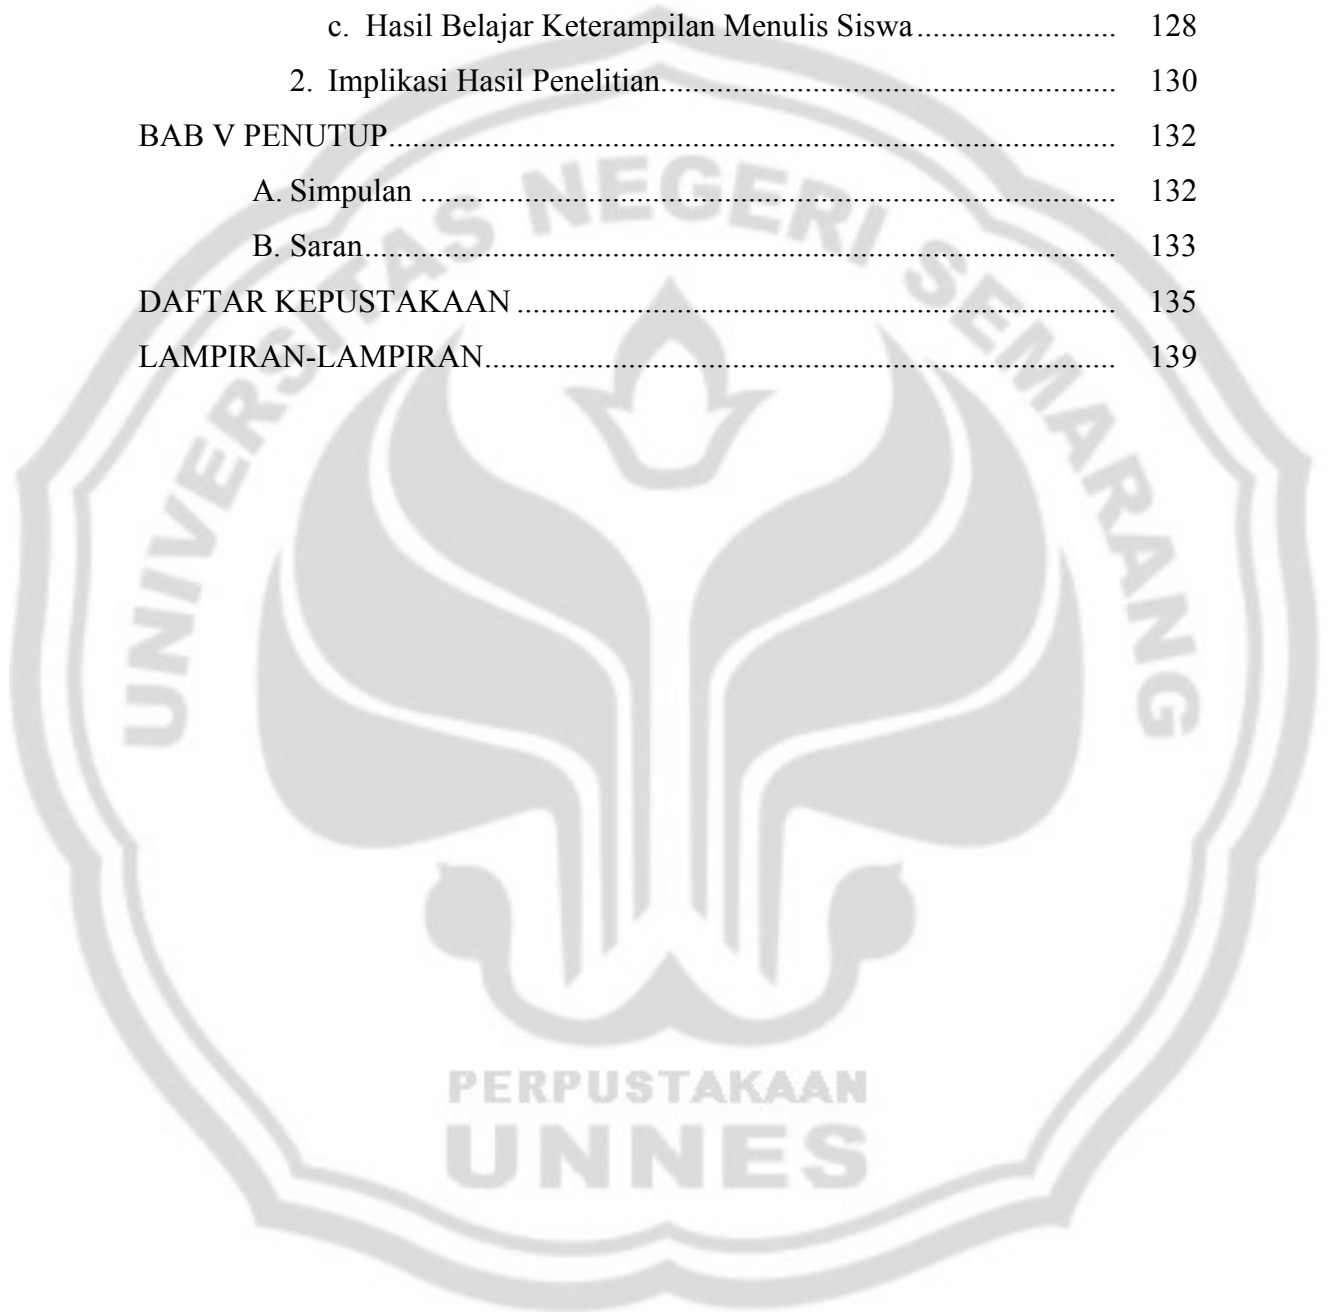 c. Hasil Belajar Keterampilan Menulis Siswa ........................ 128
2. Implikasi Hasil Penelitian......................................................... 130
BAB V PENUTUP........................................................................................... 132
A. Simpulan ....................................................................................... 132
B. Saran.............................................................................................. 133
DAFTAR KEPUSTAKAAN ........................................................................... 135
LAMPIRAN-LAMPIRAN............................................................................... 139
UNIVERSITAS NEGERI SEMARANG
PERPUSTAKAAN
UNNES